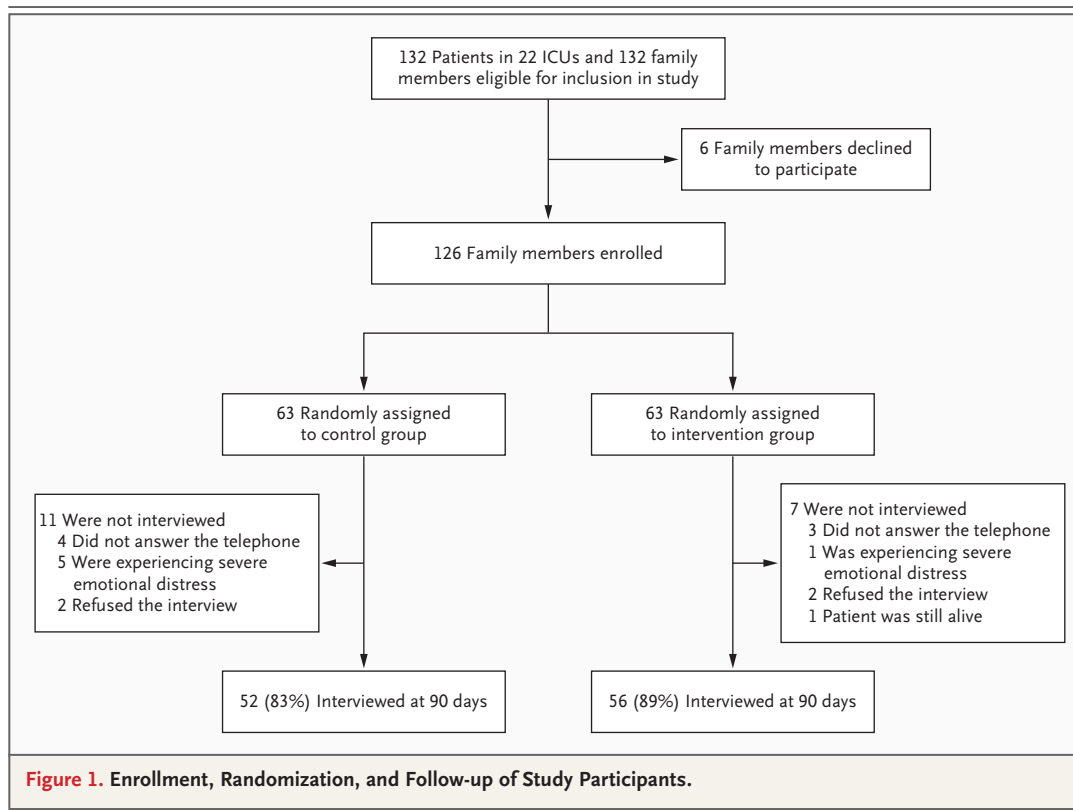 132 Patients in 22 ICUs and 132 family
members eligible for inclusion in study
6 Family members declined
to participate
126 Family members enrolled
63 Randomly assigned
to control group
63 Randomly assigned
to intervention group
11 Were not interviewed
4 Did not answer the telephone
5 Were experiencing severe
emotional distress
2 Refused the interview
7 Were not interviewed
3 Did not answer the telephone
1 Was experiencing severe
emotional distress
2 Refused the interview
1 Patient was still alive
52 (83%) Interviewed at 90 days
56 (89%) Interviewed at 90 days
Figure 1. Enrollment, Randomization, and Follow-up of Study Participants.